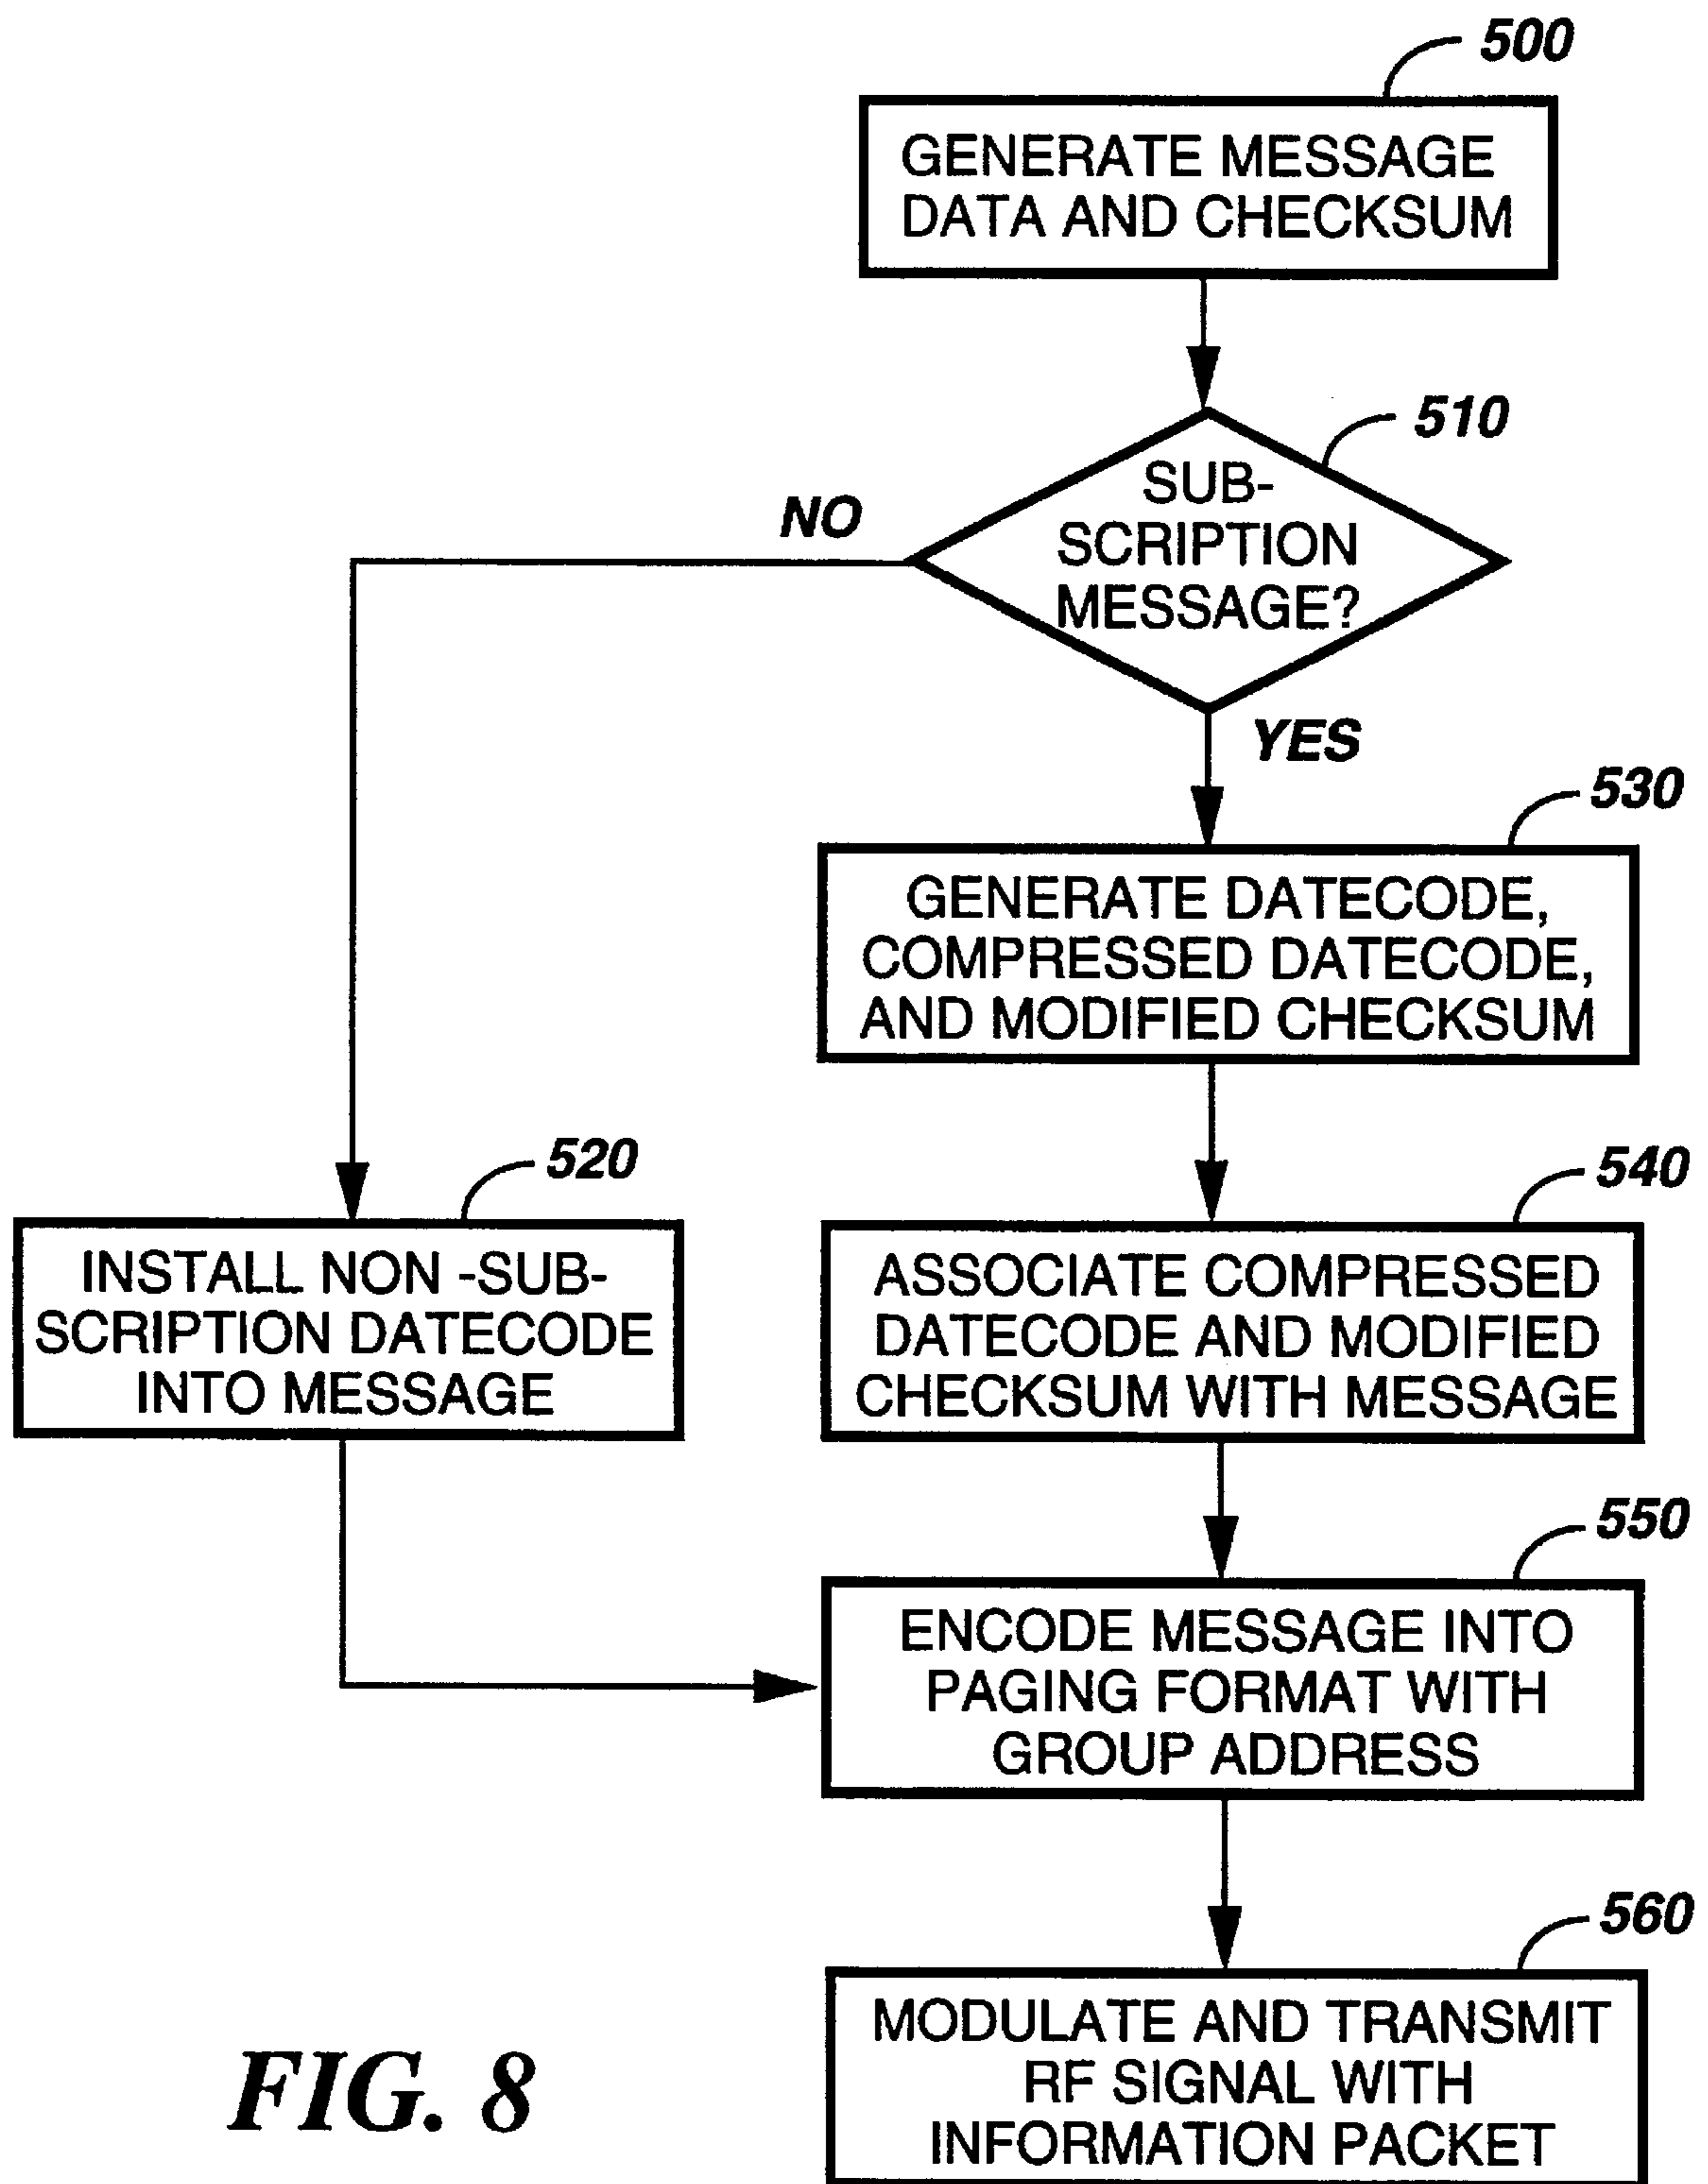 500
GENERATE MESSAGE
DATA AND CHECKSUM
510
SUB-
SCRIPTION
MESSAGE?
NO
YES
530
GENERATE DATECODE,
COMPRESSED DATECODE,
AND MODIFIED CHECKSUM
520
INSTALL NON -SUB-
SCRIPTION DATECODE
INTO MESSAGE
540
ASSOCIATE COMPRESSED
DATECODE AND MODIFIED
CHECKSUM WITH MESSAGE
550
ENCODE MESSAGE INTO
PAGING FORMAT WITH
GROUP ADDRESS
560
MODULATE AND TRANSMIT
RF SIGNAL WITH
INFORMATION PACKET
FIG. 8